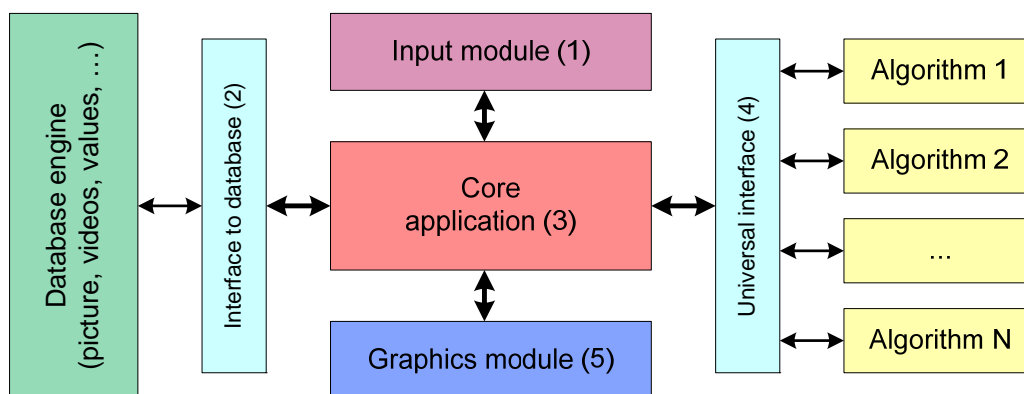 Database engine
(picture, videos, values, …)
Interface to database (2)
Input module (1)
Core
application (3)
Graphics module (5)
Universal interface (4)
Algorithm 1
Algorithm 2
...
Algorithm N